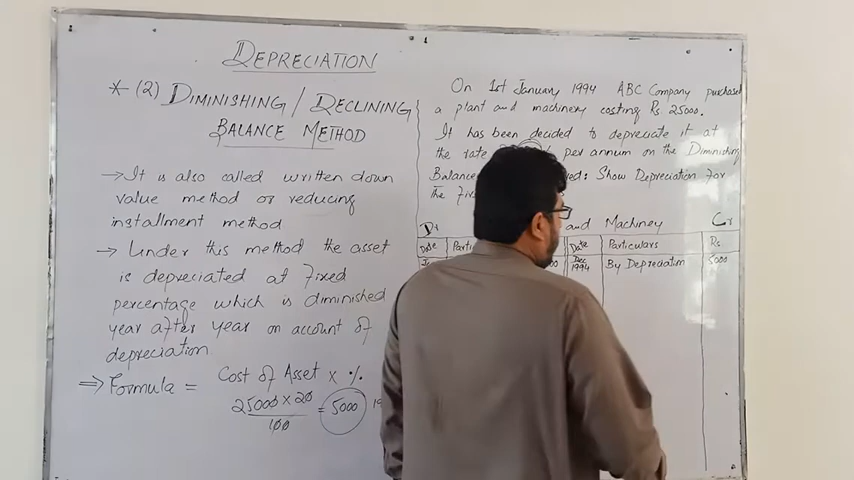 DEPRECIATION
* (2) DIMINISHING / DECLINING
BALANCE METHOD
→ It is also called written down
value method or reducing
installment method
→ Under this method the asset
is depreciated at fixed
percentage which is diminished
year after year on account of
depreciation
⇒ Formula = Cost of Asset x %
25000 x 20
100
= 5000
On 1st January 1994 ABC Company purchased
a plant and machinery costing Rs 25000.
It has been decided to depreciate it at
the rate per annum on the Diminishing
Balance Show Depreciation for
The
Dr and Machiney Cr
Date Date Particulars Rs
Dec 1994 By Depreciation 5000